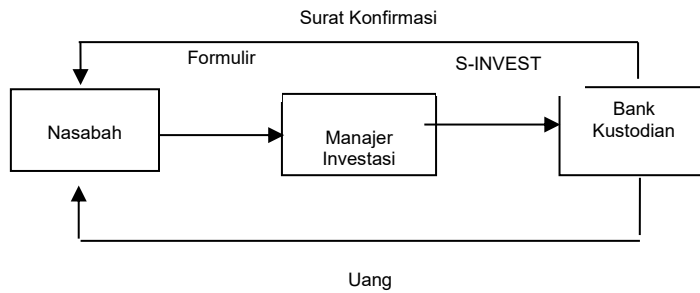 Surat Konfirmasi
Formulir
S-INVEST
Nasabah
Manajer
Investasi
Bank
Kustodian
Uang